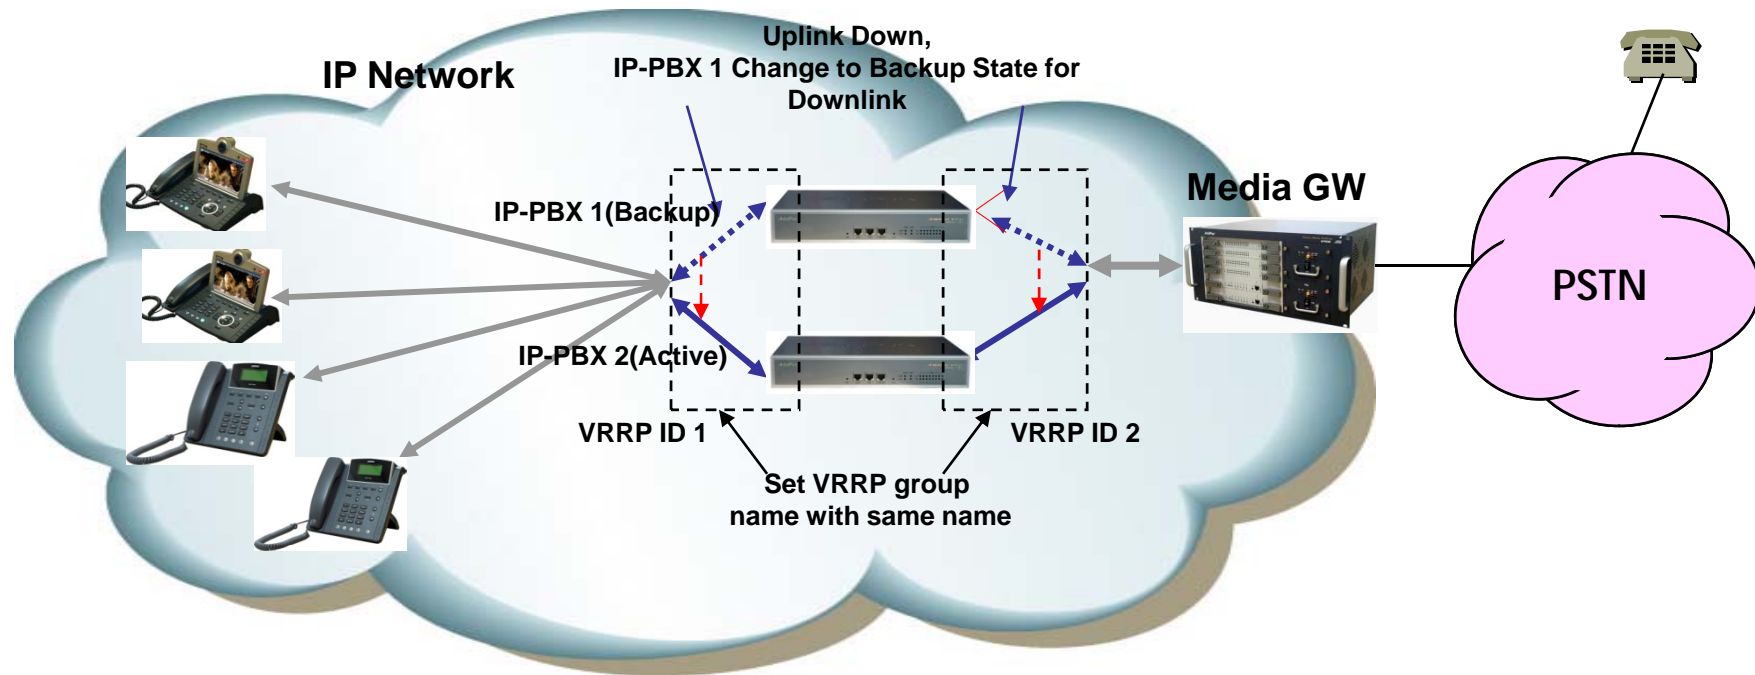 Uplink Down,
IP-PBX 1 Change to Backup State for
Downlink
IP Network
Media GW
IP-PBX 1(Backup)
PSTN
IP-PBX 2(Active)
VRRP ID 1
VRRP ID 2
Set VRRP group
name with same name